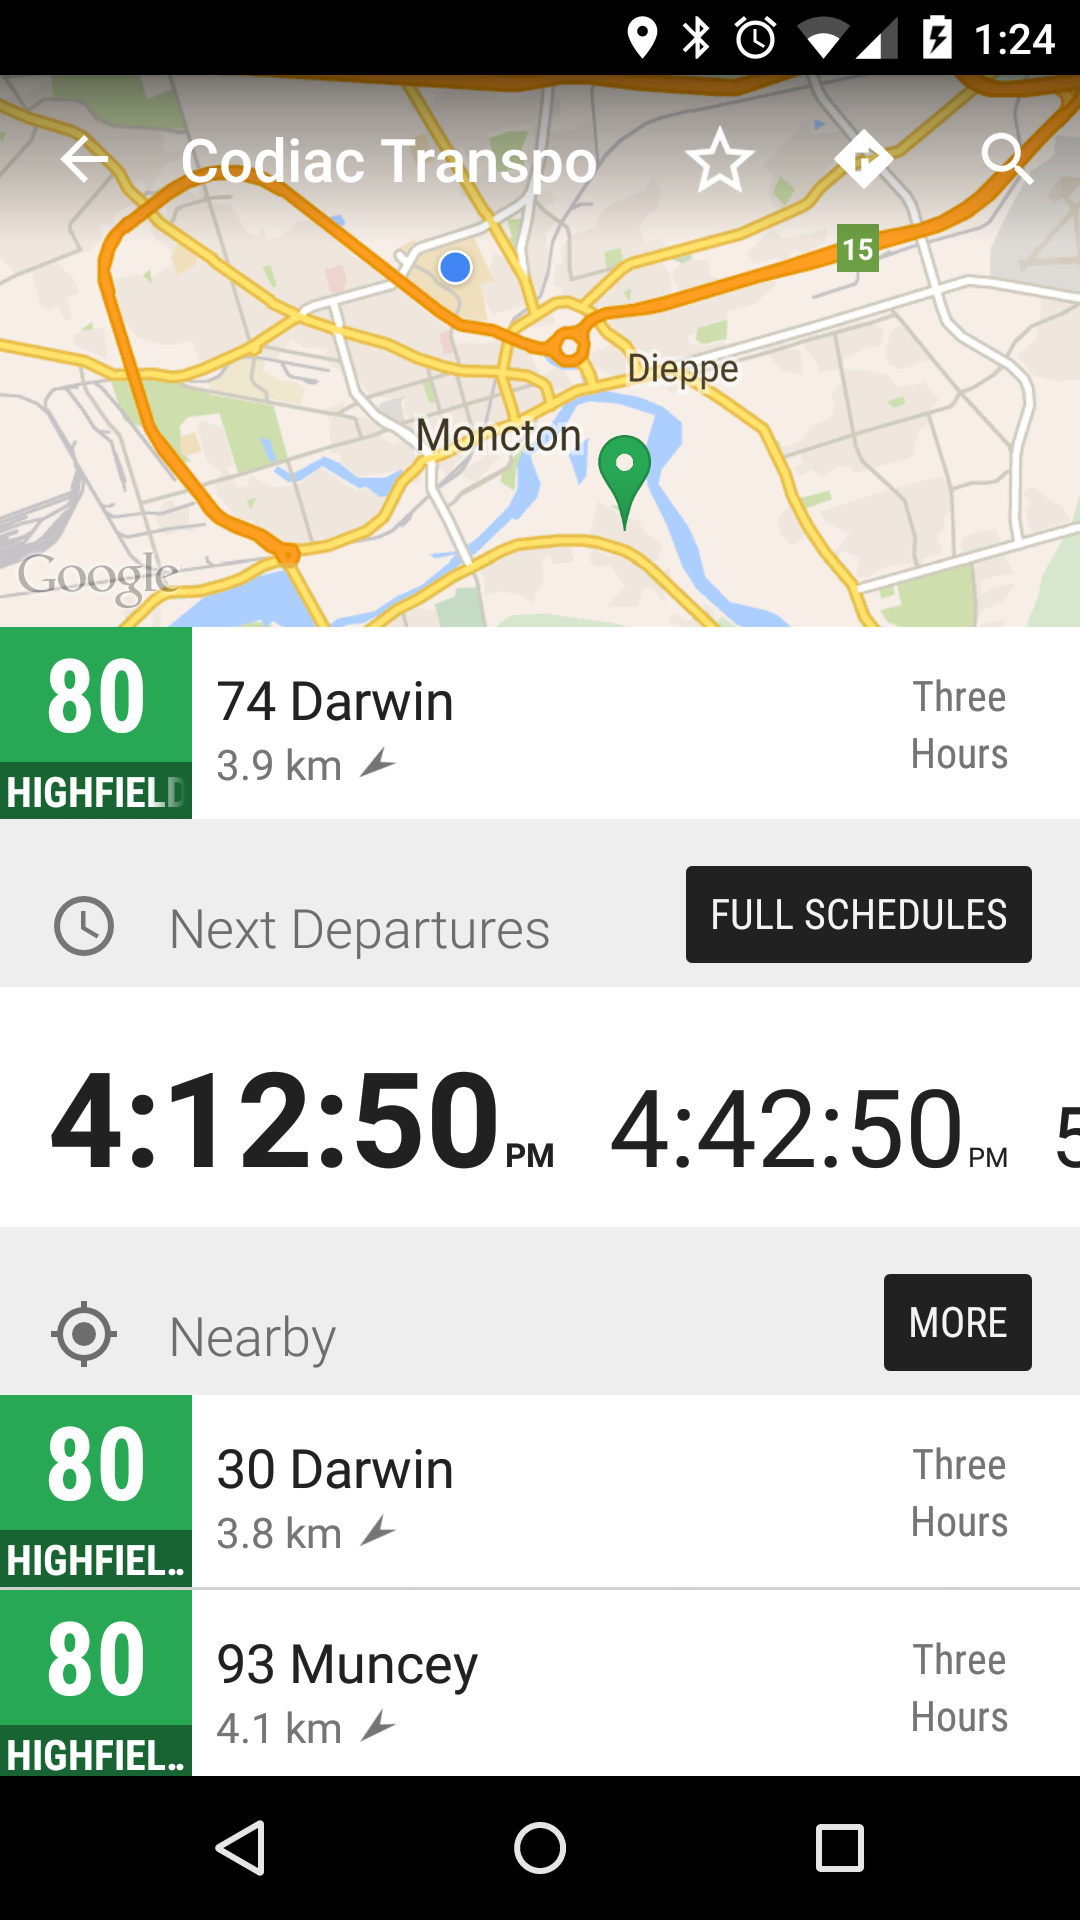 1:24
Codiac Transpo
15
Dieppe
Moncton
Google
80
74 Darwin
Three
3.9 km
Hours
HIGHFIELD
Next Departures
FULL SCHEDULES
4:12:50 PM 4:42:50 PM 5
Nearby
MORE
80
30 Darwin
Three
3.8 km
Hours
HIGHFIEL..
80
93 Muncey
Three
4.1 km
Hours
HIGHFIEL..